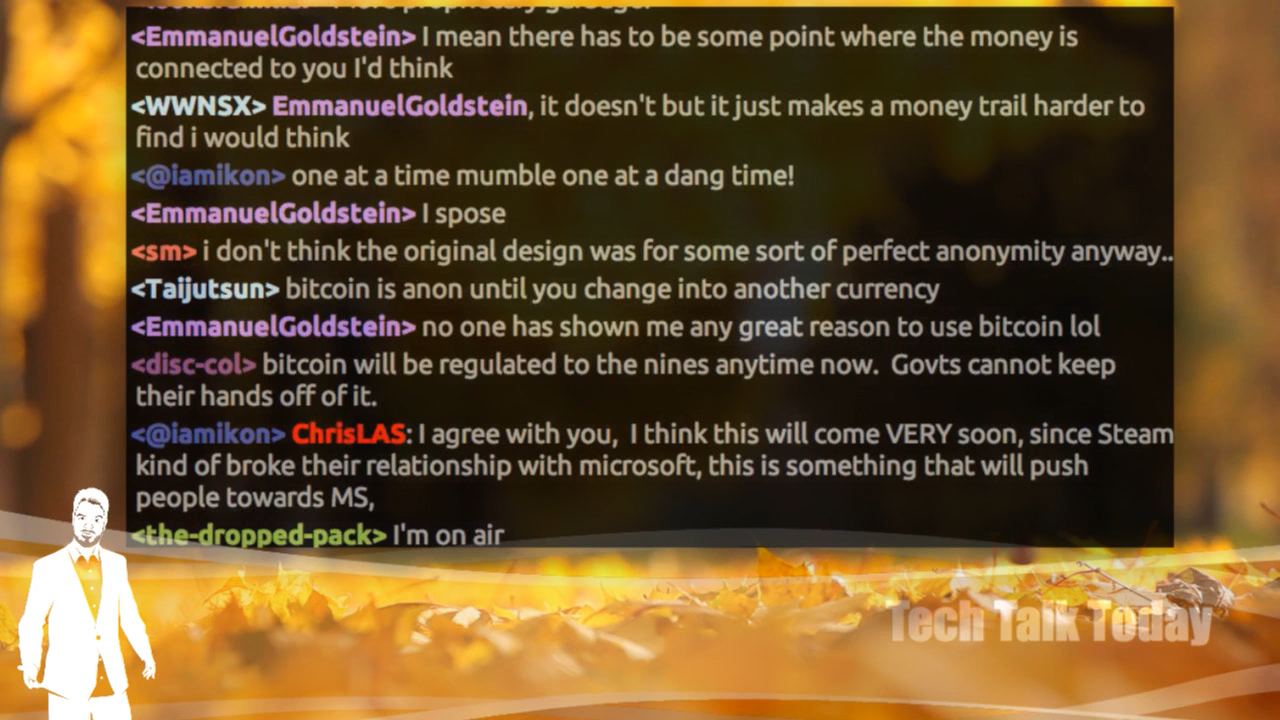 <EmmanuelGoldstein> I mean there has to be some point where the money is
connected to you I'd think
<WWNSX> EmmanuelGoldstein, it doesn't but it just makes a money trail harder to
find i would think
<@iamikon> one at a time mumble one at a dang time!
<EmmanuelGoldstein> I spose
<sm> i don't think the original design was for some sort of perfect anonymity anyway..
<Taijutsun> bitcoin is anon until you change into another currency
<EmmanuelGoldstein> no one has shown me any great reason to use bitcoin lol
<disc-col> bitcoin will be regulated to the nines anytime now.  Govts cannot keep
their hands off of it.
<@iamikon> ChrisLAS: I agree with you,  I think this will come VERY soon, since Steam
kind of broke their relationship with microsoft, this is something that will push
people towards MS,
<the-dropped-pack> I'm on air
Tech Talk Today